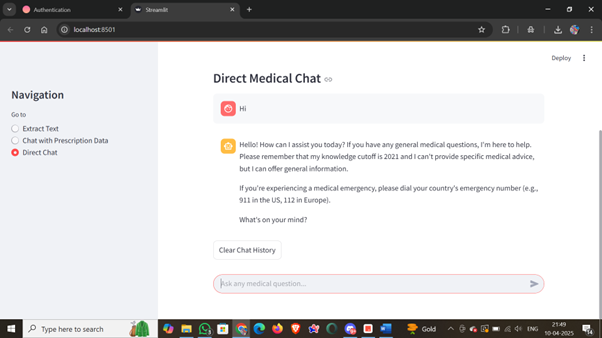 Authentication
Streamlit
localhost:8501
Deploy
Navigation
Go to
Extract Text
Chat with Prescription Data
Direct Chat
Direct Medical Chat
Hi
Hello! How can I assist you today? If you have any general medical questions, I'm here to help.
Please remember that my knowledge cutoff is 2021 and I can't provide specific medical advice,
but I can offer general information.
If you're experiencing a medical emergency, please dial your country's emergency number (e.g.,
911 in the US, 112 in Europe).
What's on your mind?
Clear Chat History
Ask any medical question...
Type here to search
Gold
ENG
21:49
10-04-2025